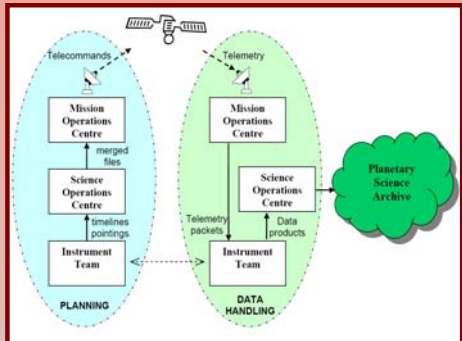 Telecommands
Telemetry
Mission
Operations
Centre
merged
files
Science
Operations
Centre
timelines
pointings
Instrument
Team
PLANNING
Mission
Operations
Centre
Science
Operations
Centre
Telemetry
packets
Data
products
Instrument
Team
DATA
HANDLING
Planetary
Science
Archive